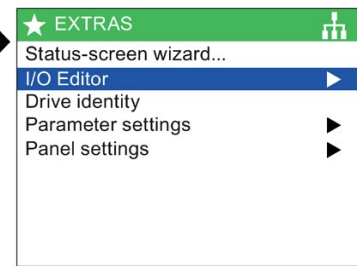 EXTRAS
Status-screen wizard...
I/O Editor
Drive identity
Parameter settings
Panel settings